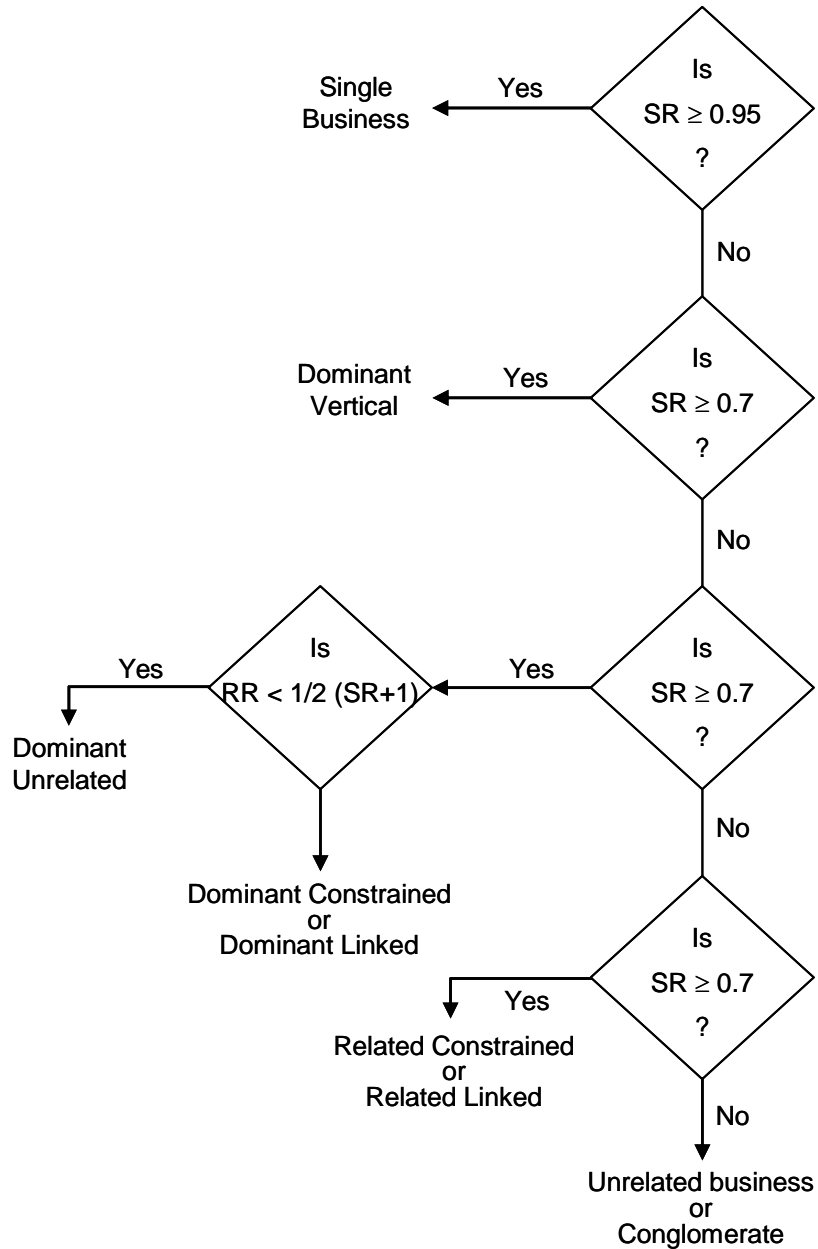 Is
SR ≥ 0.95
?
Yes
Single
Business
No
Is
SR ≥ 0.7
?
Yes
Dominant
Vertical
No
Is
SR ≥ 0.7
?
Yes
Is
RR < 1/2 (SR+1)
Yes
Dominant
Unrelated
Dominant Constrained
or
Dominant Linked
No
Is
SR ≥ 0.7
?
Yes
Related Constrained
or
Related Linked
No
Unrelated business
or
Conglomerate